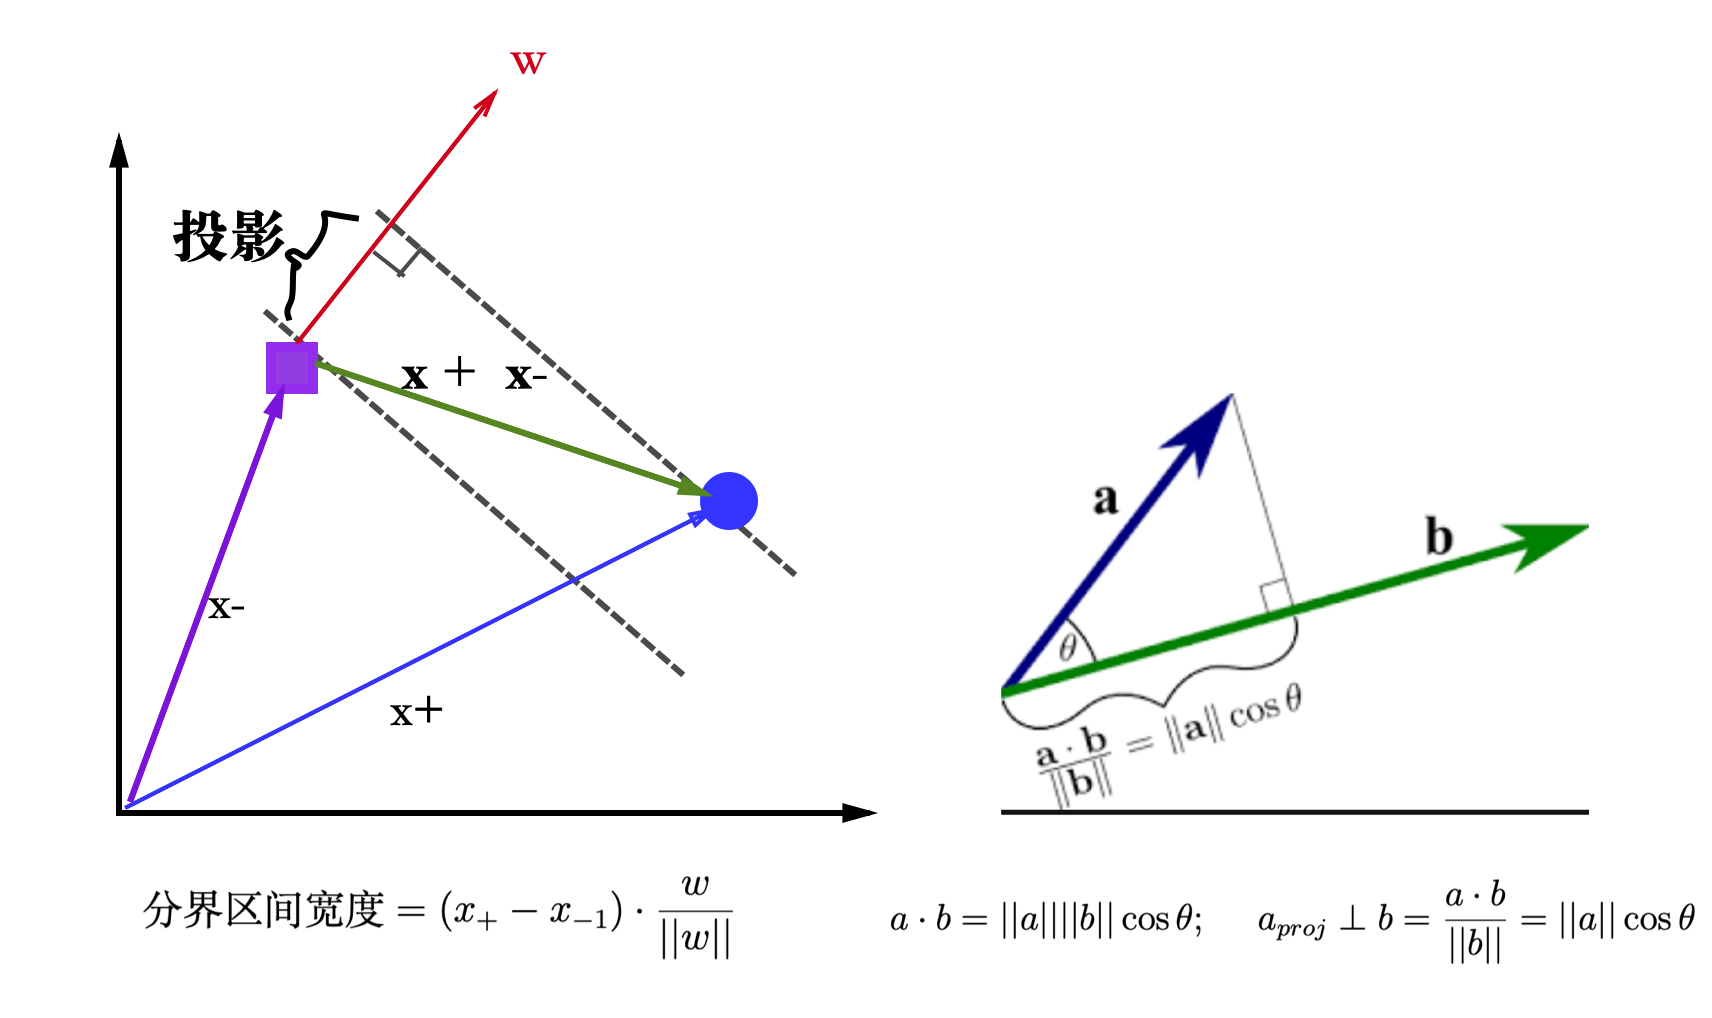 w
投影
x + x-
x-
x+
a
b
θ
a · b / ||b|| = ||a|| cos θ
分界区间宽度 = (x₊ − x₋₁) · w / ||w||
a · b = ||a||||b|| cos θ; a_proj ⊥ b = a · b / ||b|| = ||a|| cos θ